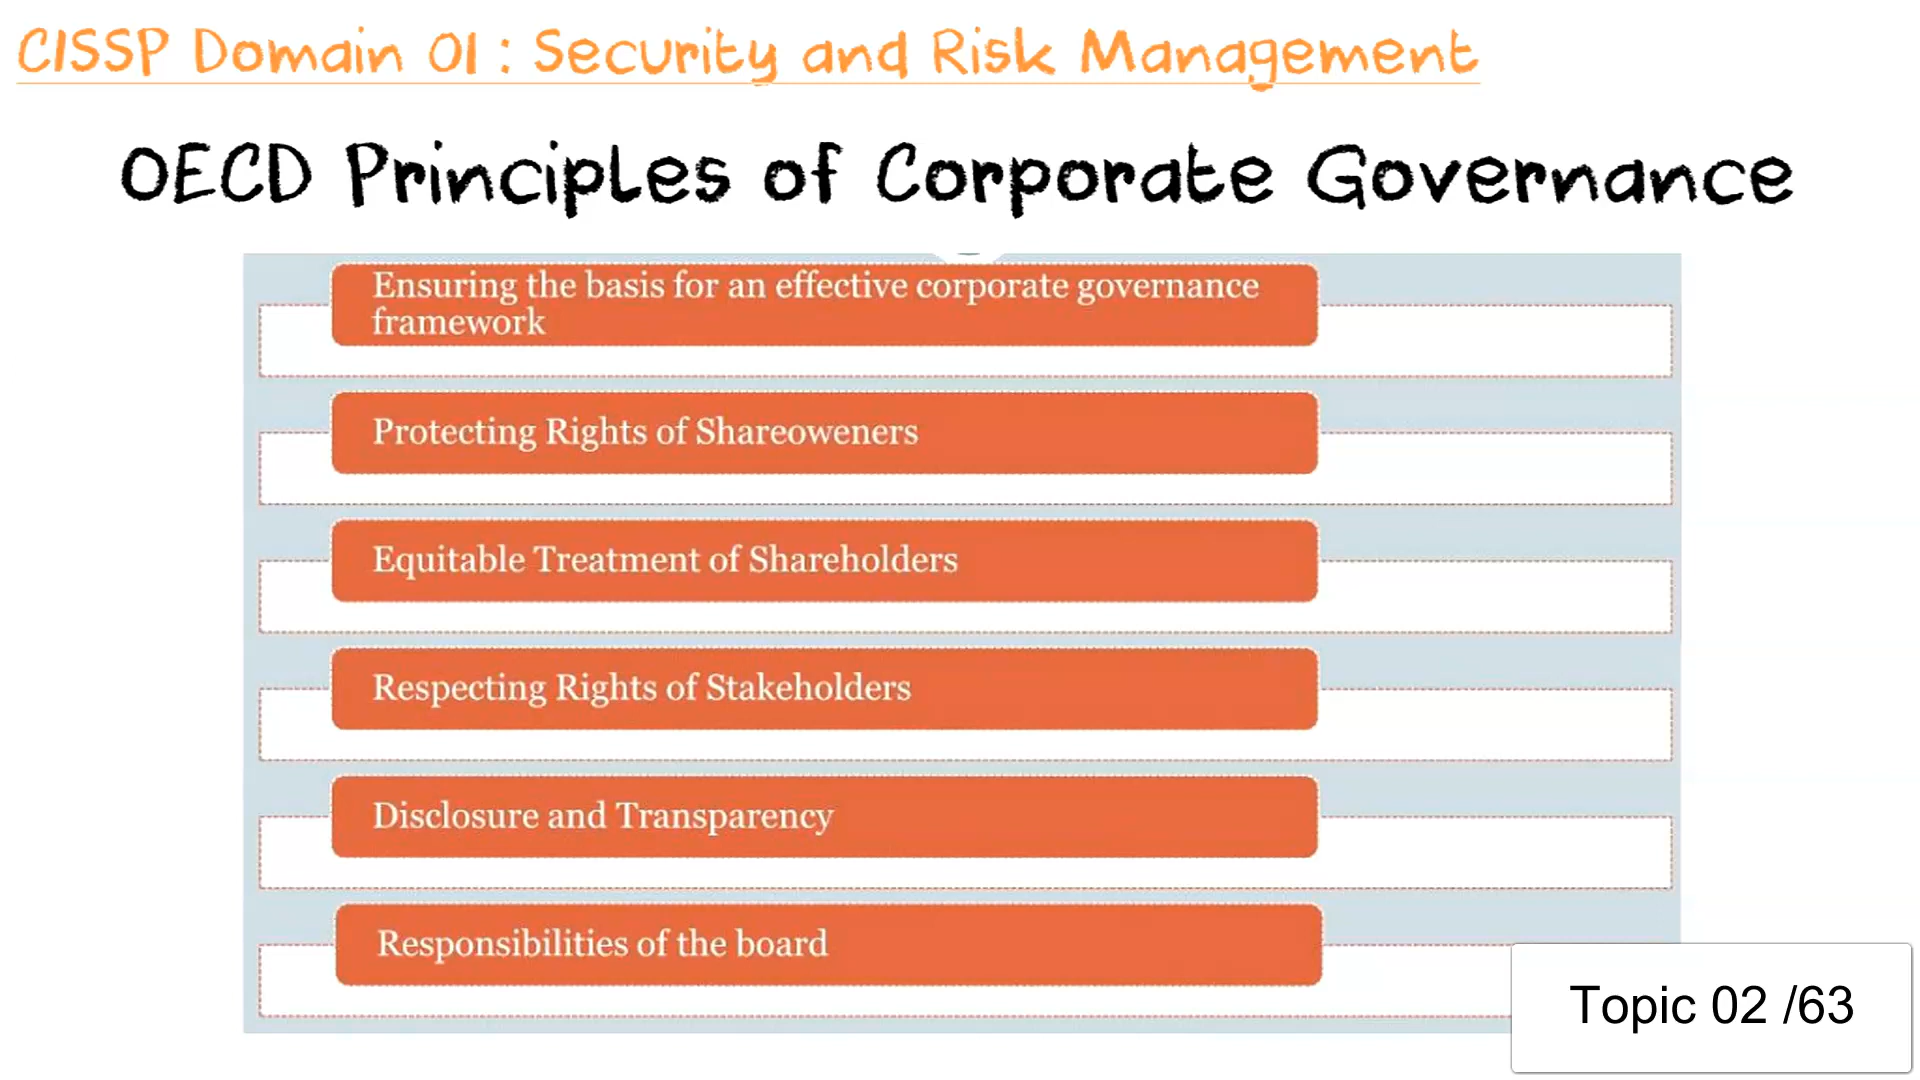 CISSP Domain 01 : Security and Risk Management
OECD Principles of Corporate Governance
Ensuring the basis for an effective corporate governance
framework
Protecting Rights of Shareoweners
Equitable Treatment of Shareholders
Respecting Rights of Stakeholders
Disclosure and Transparency
Responsibilities of the board
Topic 02 /63